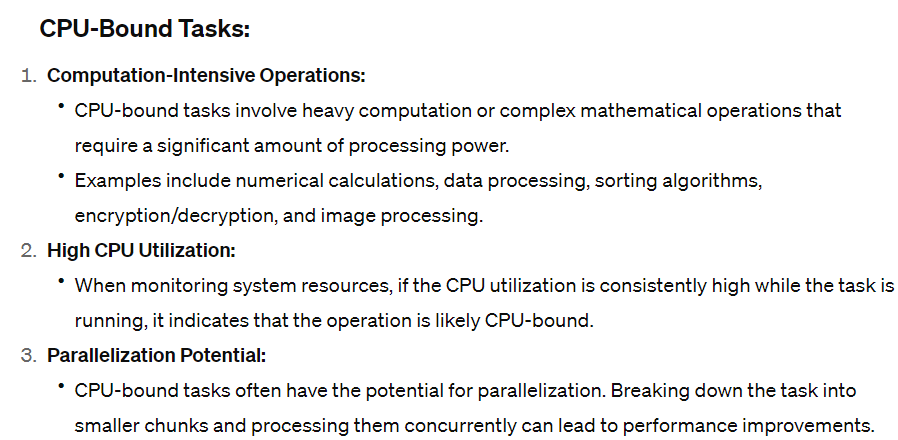 CPU-Bound Tasks:
1. Computation-Intensive Operations:
• CPU-bound tasks involve heavy computation or complex mathematical operations that
require a significant amount of processing power.
• Examples include numerical calculations, data processing, sorting algorithms,
encryption/decryption, and image processing.
2. High CPU Utilization:
• When monitoring system resources, if the CPU utilization is consistently high while the task is
running, it indicates that the operation is likely CPU-bound.
3. Parallelization Potential:
• CPU-bound tasks often have the potential for parallelization. Breaking down the task into
smaller chunks and processing them concurrently can lead to performance improvements.